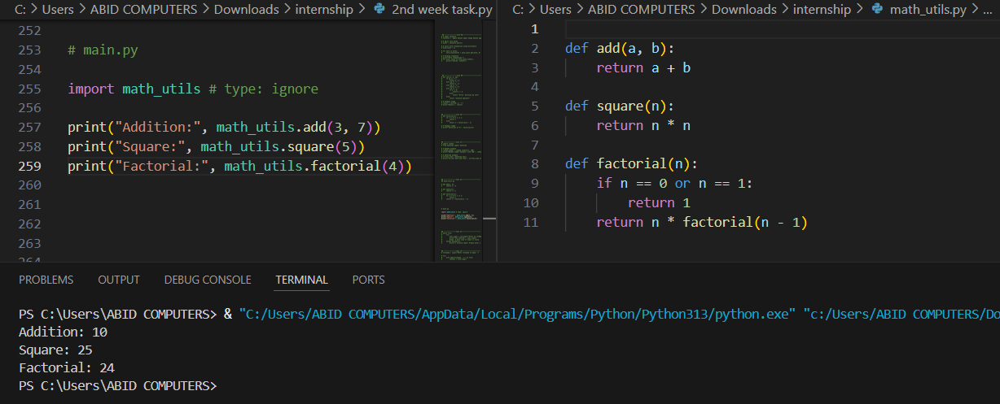 C: > Users > ABID COMPUTERS > Downloads > internship > 2nd week task.py
252
253 # main.py
254
255 import math_utils # type: ignore
256
257 print("Addition:", math_utils.add(3, 7))
258 print("Square:", math_utils.square(5))
259 print("Factorial:", math_utils.factorial(4))
260
261
262
263
264
C: > Users > ABID COMPUTERS > Downloads > internship > math_utils.py > ...
1
2 def add(a, b):
3 return a + b
4
5 def square(n):
6 return n * n
7
8 def factorial(n):
9 if n == 0 or n == 1:
10 return 1
11 return n * factorial(n - 1)
PROBLEMS OUTPUT DEBUG CONSOLE TERMINAL PORTS
PS C:\Users\ABID COMPUTERS> & "C:/Users/ABID COMPUTERS/AppData/Local/Programs/Python/Python313/python.exe" "c:/Users/ABID COMPUTERS/Do
Addition: 10
Square: 25
Factorial: 24
PS C:\Users\ABID COMPUTERS>